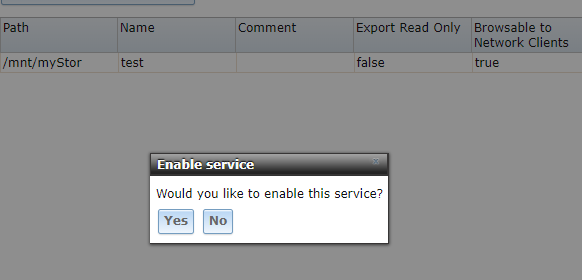 Path Name Comment Export Read Only Browsable to
Network Clients
/mnt/myStor test false true
Enable service
Would you like to enable this service?
Yes No